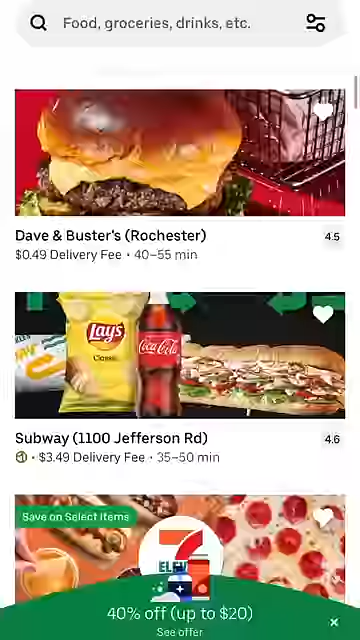 Food, groceries, drinks, etc.
Dave & Buster's (Rochester)
4.5
$0.49 Delivery Fee • 40–55 min
Lay's
Classic
Coca-Cola
Subway (1100 Jefferson Rd)
4.6
• $3.49 Delivery Fee • 35–50 min
Save on Select Items
7
40% off (up to $20)
See offer